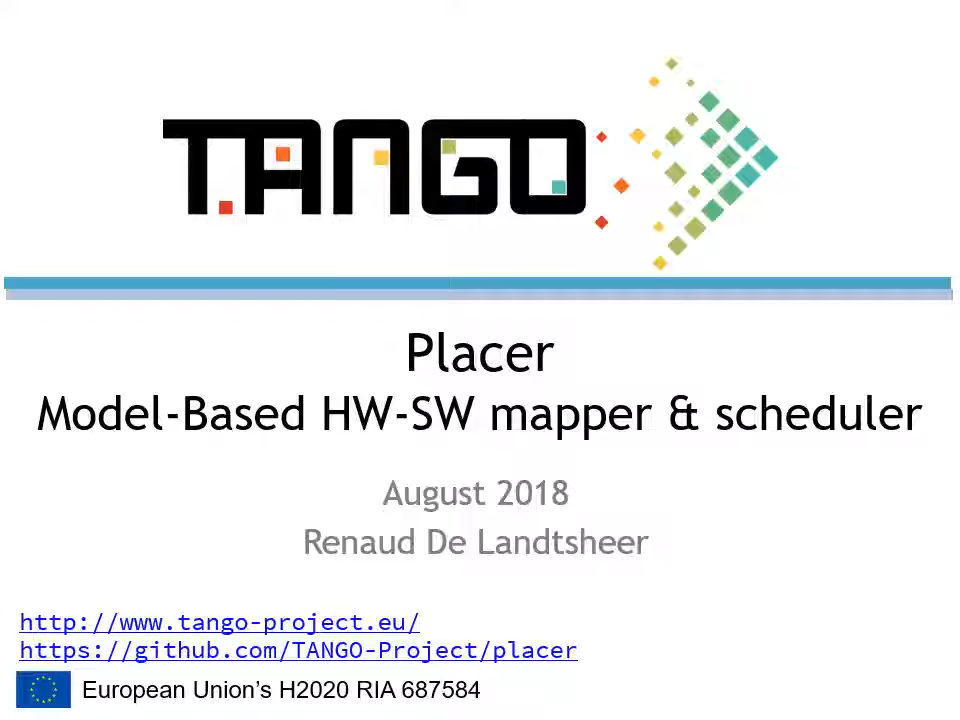 TANGO
Placer
Model-Based HW-SW mapper & scheduler
August 2018
Renaud De Landtsheer
http://www.tango-project.eu/
https://github.com/TANGO-Project/placer
European Union’s H2020 RIA 687584